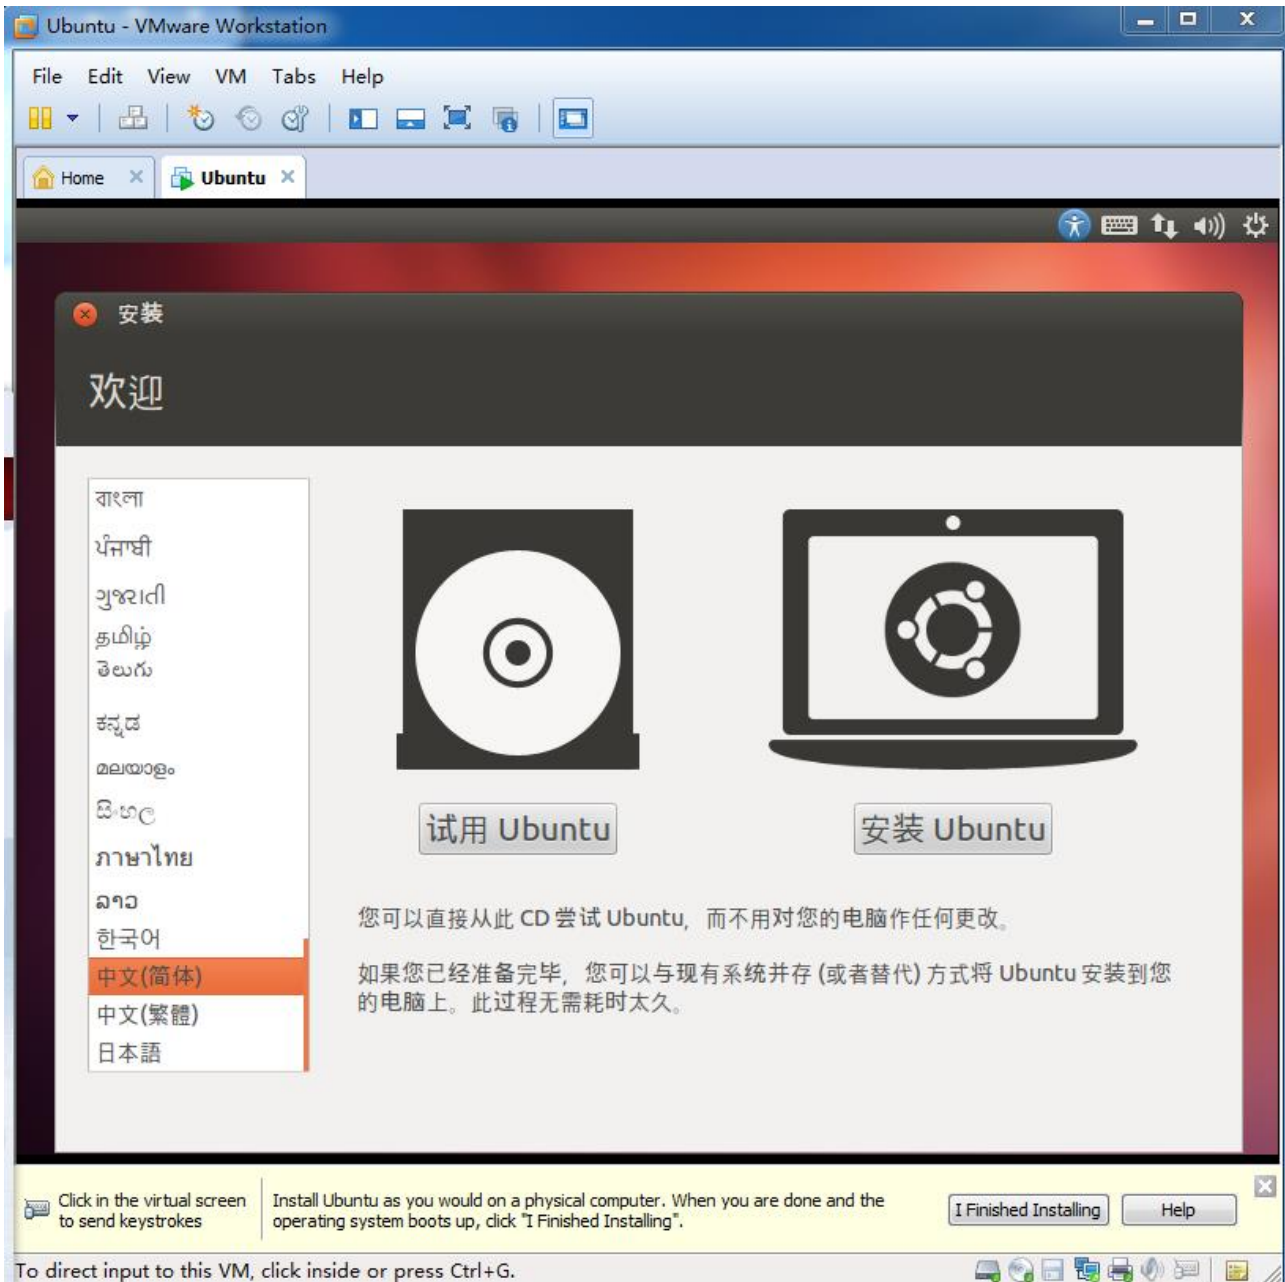 Ubuntu - VMware Workstation
File Edit View VM Tabs Help
Home Ubuntu
安装
欢迎
বাংলা
ਪੰਜਾਬੀ
ગુજરાતી
தமிழ்
తెలుగు
ಕನ್ನಡ
മലയാളം
සිංහල
ภาษาไทย
ລາວ
한국어
中文(简体)
中文(繁體)
日本語
试用 Ubuntu
安装 Ubuntu
您可以直接从此 CD 尝试 Ubuntu，而不用对您的电脑作任何更改。
如果您已经准备完毕，您可以与现有系统并存 (或者替代) 方式将 Ubuntu 安装到您
的电脑上。此过程无需耗时太久。
Click in the virtual screen
to send keystrokes
Install Ubuntu as you would on a physical computer. When you are done and the
operating system boots up, click "I Finished Installing".
I Finished Installing
Help
To direct input to this VM, click inside or press Ctrl+G.